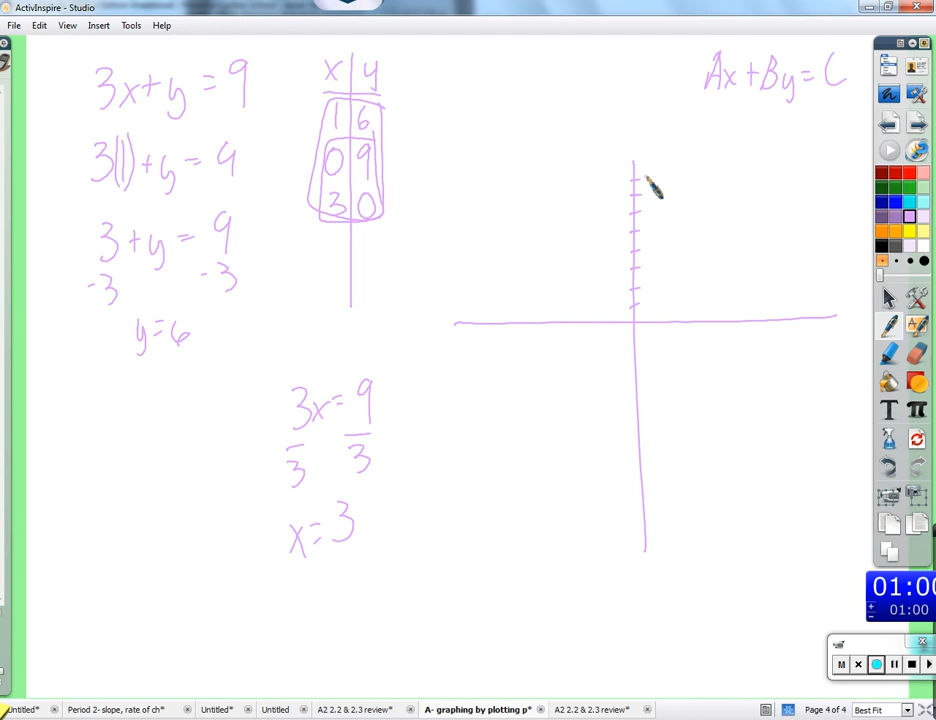 ActivInspire - Studio
File Edit View Insert Tools Help
3x+y=9
3(1)+y=9
3+y=9
-3 -3
y=6
x y
1 6
0 9
3 0
3x=9
3 3
x=3
Ax+By=C
T π
01:00
01:00
+
+
M
Untitled* Period 2- slope, rate of ch* Untitled* Untitled A2 2.2 & 2.3 review* A- graphing by plotting p* A2 2.2 & 2.3 review* Page 4 of 4 Best Fit